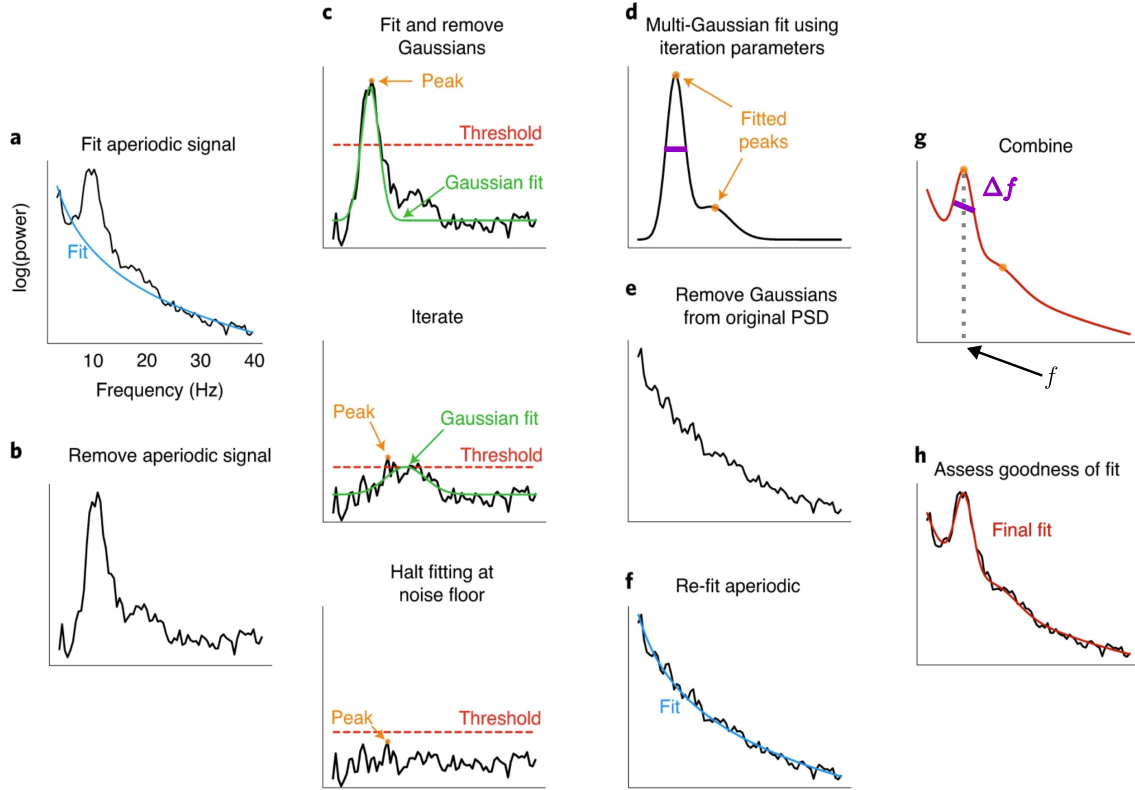 a
Fit aperiodic signal
log(power)
Fit
10 20 30 40
Frequency (Hz)
b
Remove aperiodic signal
c
Fit and remove
Gaussians
Peak
Threshold
Gaussian fit
Iterate
Peak
Gaussian fit
Threshold
Halt fitting at
noise floor
Peak
Threshold
d
Multi-Gaussian fit using
iteration parameters
Fitted
peaks
e
Remove Gaussians
from original PSD
f
Re-fit aperiodic
Fit
g
Combine
Δf
f
h
Assess goodness of fit
Final fit